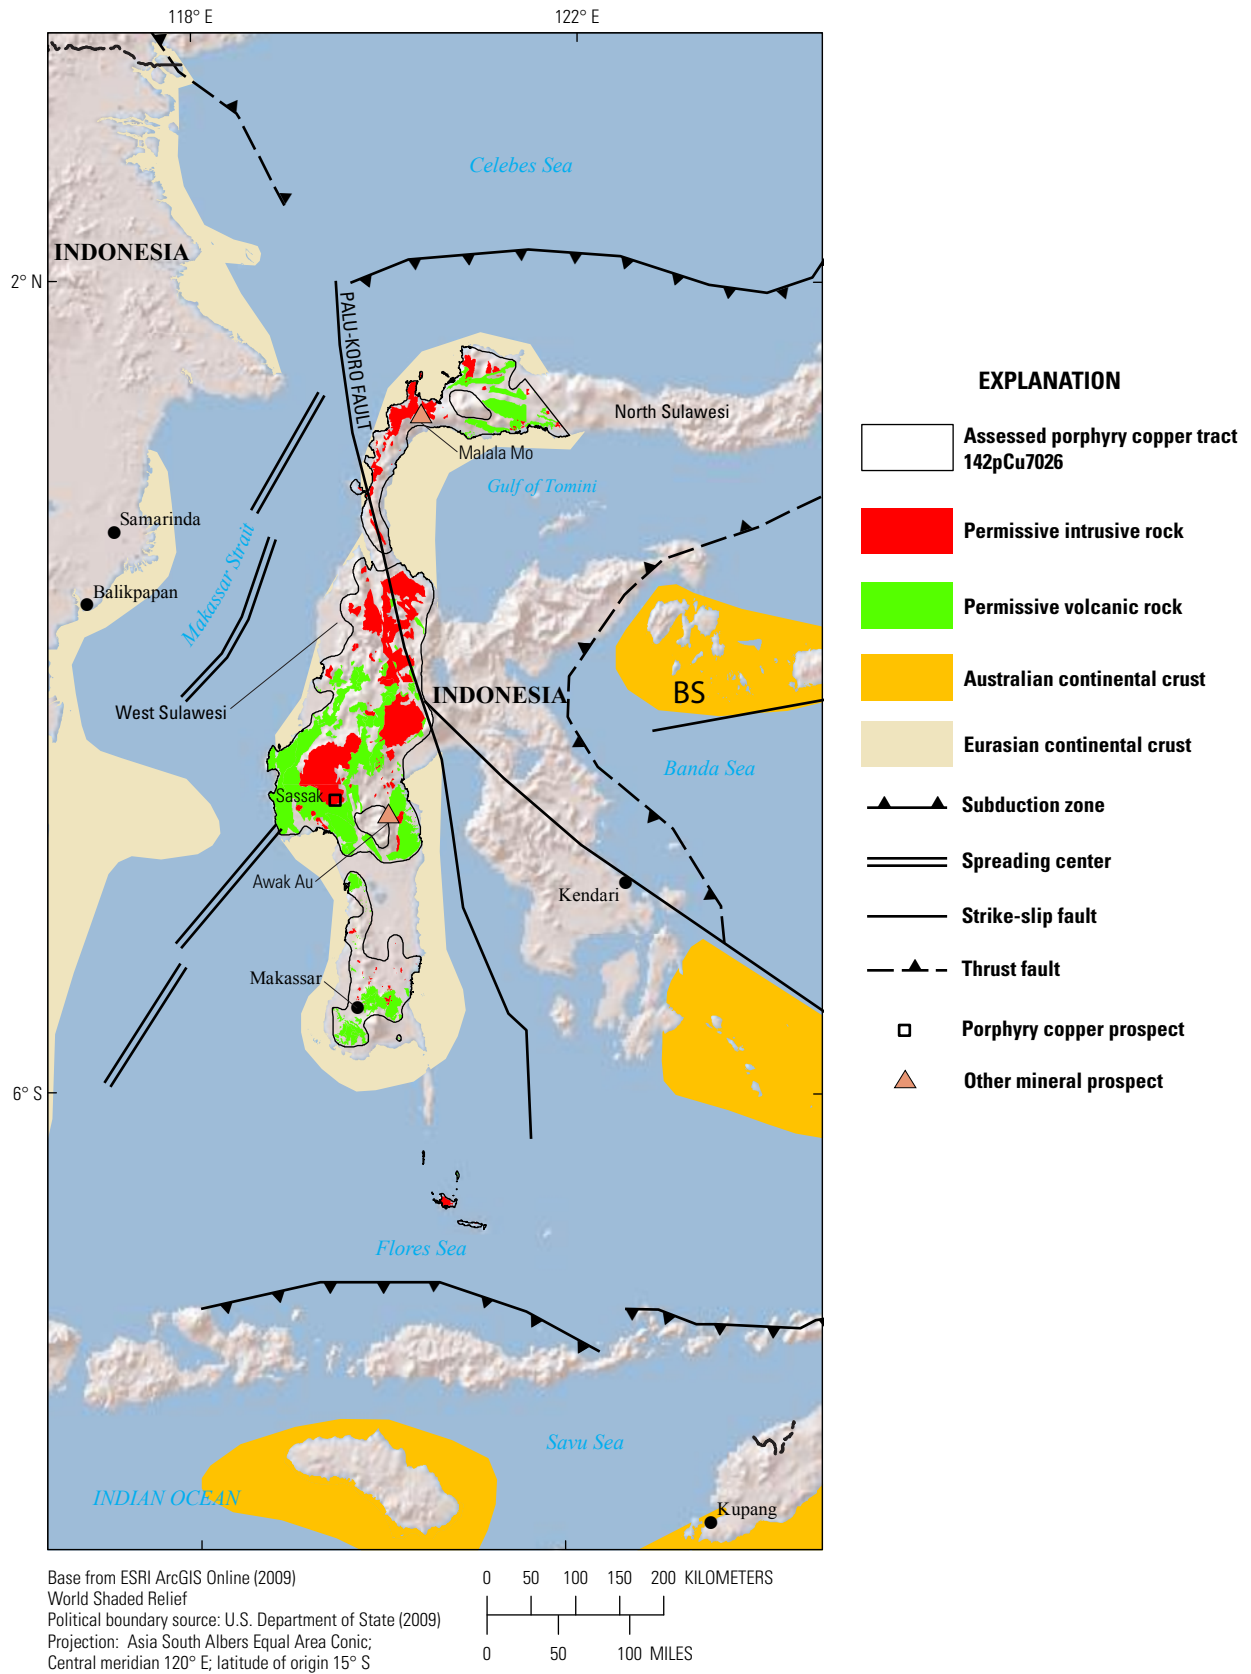 118° E
122° E
Celebes Sea
INDONESIA
2° N
PALU-KORO FAULT
North Sulawesi
Malala Mo
Gulf of Tomini
Samarinda
Makassar Strait
Balikpapan
BS
INDONESIA
West Sulawesi
Banda Sea
Sassak
Awak Au
Kendari
Makassar
6° S
Flores Sea
Savu Sea
INDIAN OCEAN
Kupang
EXPLANATION
Assessed porphyry copper tract
142pCu7026
Permissive intrusive rock
Permissive volcanic rock
Australian continental crust
Eurasian continental crust
Subduction zone
Spreading center
Strike-slip fault
Thrust fault
Porphyry copper prospect
Other mineral prospect
Base from ESRI ArcGIS Online (2009)
World Shaded Relief
Political boundary source: U.S. Department of State (2009)
Projection: Asia South Albers Equal Area Conic;
Central meridian 120° E; latitude of origin 15° S
0 50 100 150 200 KILOMETERS
0 50 100 MILES